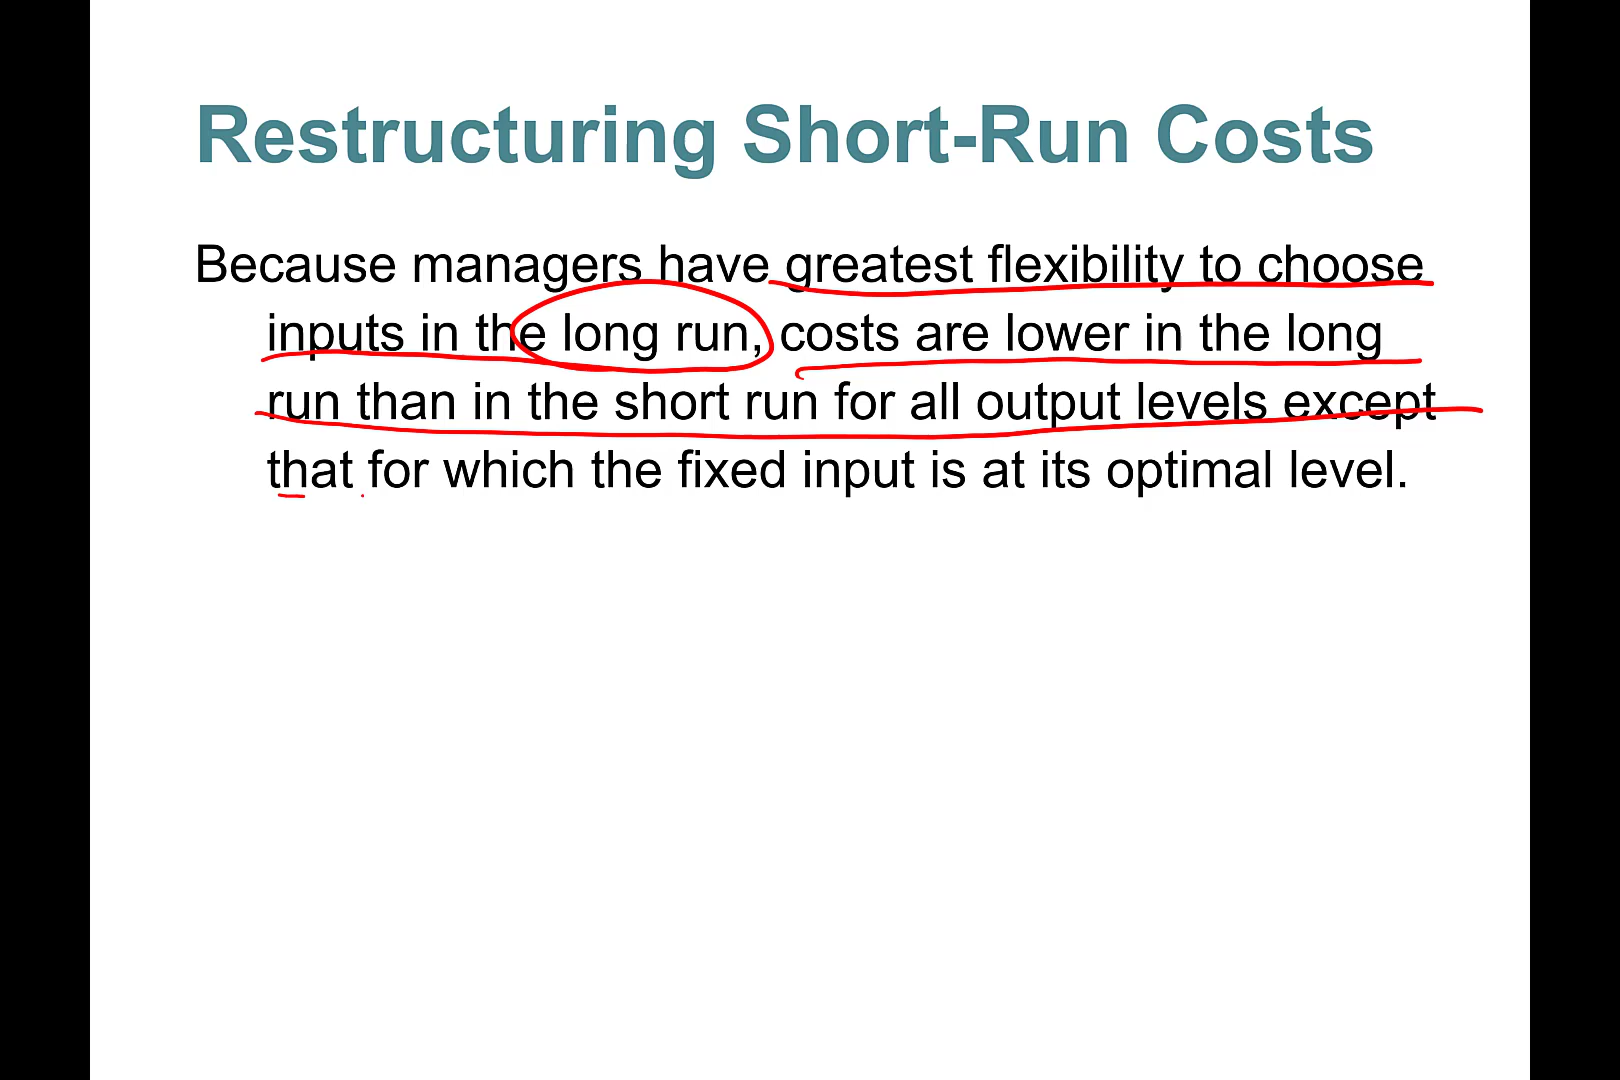 Restructuring Short-Run Costs
Because managers have greatest flexibility to choose
inputs in the long run, costs are lower in the long
run than in the short run for all output levels except
that for which the fixed input is at its optimal level.